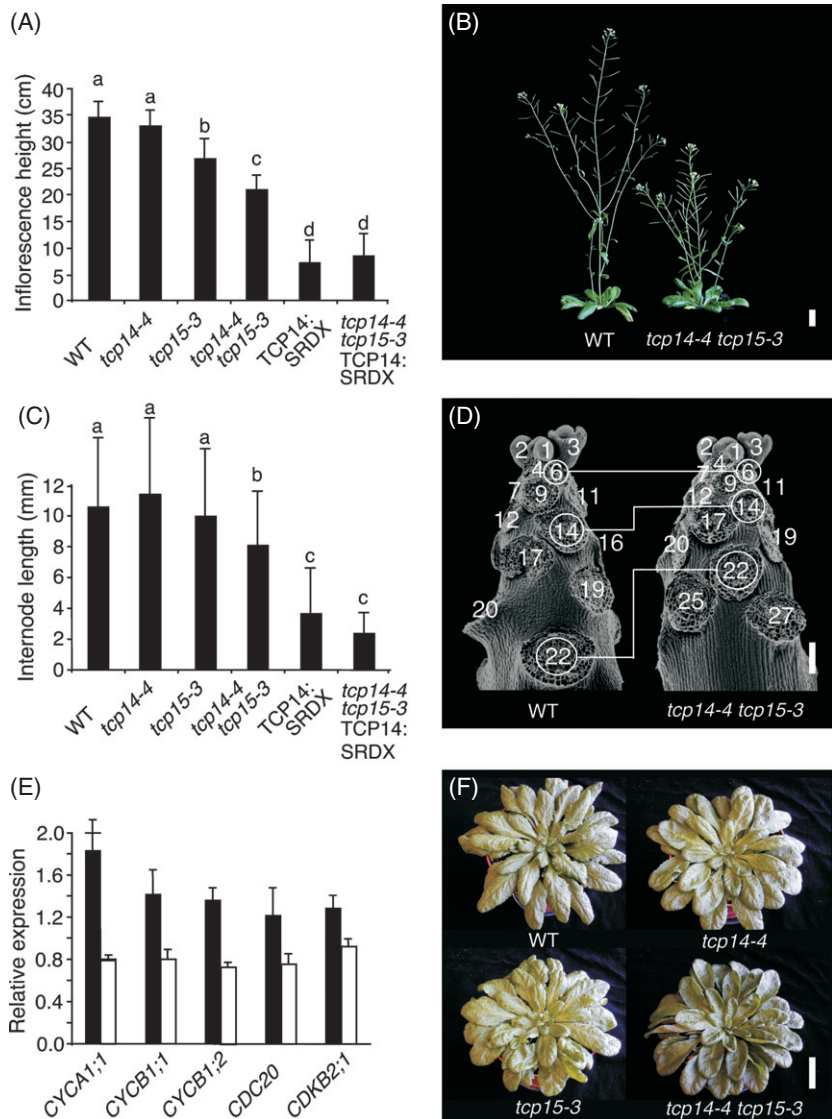 (A)
Inflorescence height (cm)
40
35
30
25
20
15
10
5
0
a
a
b
c
d
d
WT
tcp14-4
tcp15-3
tcp14-4
tcp15-3
TCP14:
SRDX
tcp14-4
tcp15-3
TCP14:
SRDX
(B)
WT
tcp14-4 tcp15-3
(C)
Internode length (mm)
12
10
8
6
4
2
0
a
a
a
b
c
c
WT
tcp14-4
tcp15-3
tcp14-4
tcp15-3
TCP14:
SRDX
tcp14-4
tcp15-3
TCP14:
SRDX
(D)
2 1 3
4 6
7 9 11
12 14
17 16
19
20
22
WT
2 1 3
4 6
7 9 11
12 14
17
20 19
22
25 27
tcp14-4 tcp15-3
(E)
Relative expression
2.0
1.6
1.2
0.8
0.4
0.0
CYCA1;1
CYCB1;1
CYCB1;2
CDC20
CDKB2;1
(F)
WT
tcp14-4
tcp15-3
tcp14-4 tcp15-3